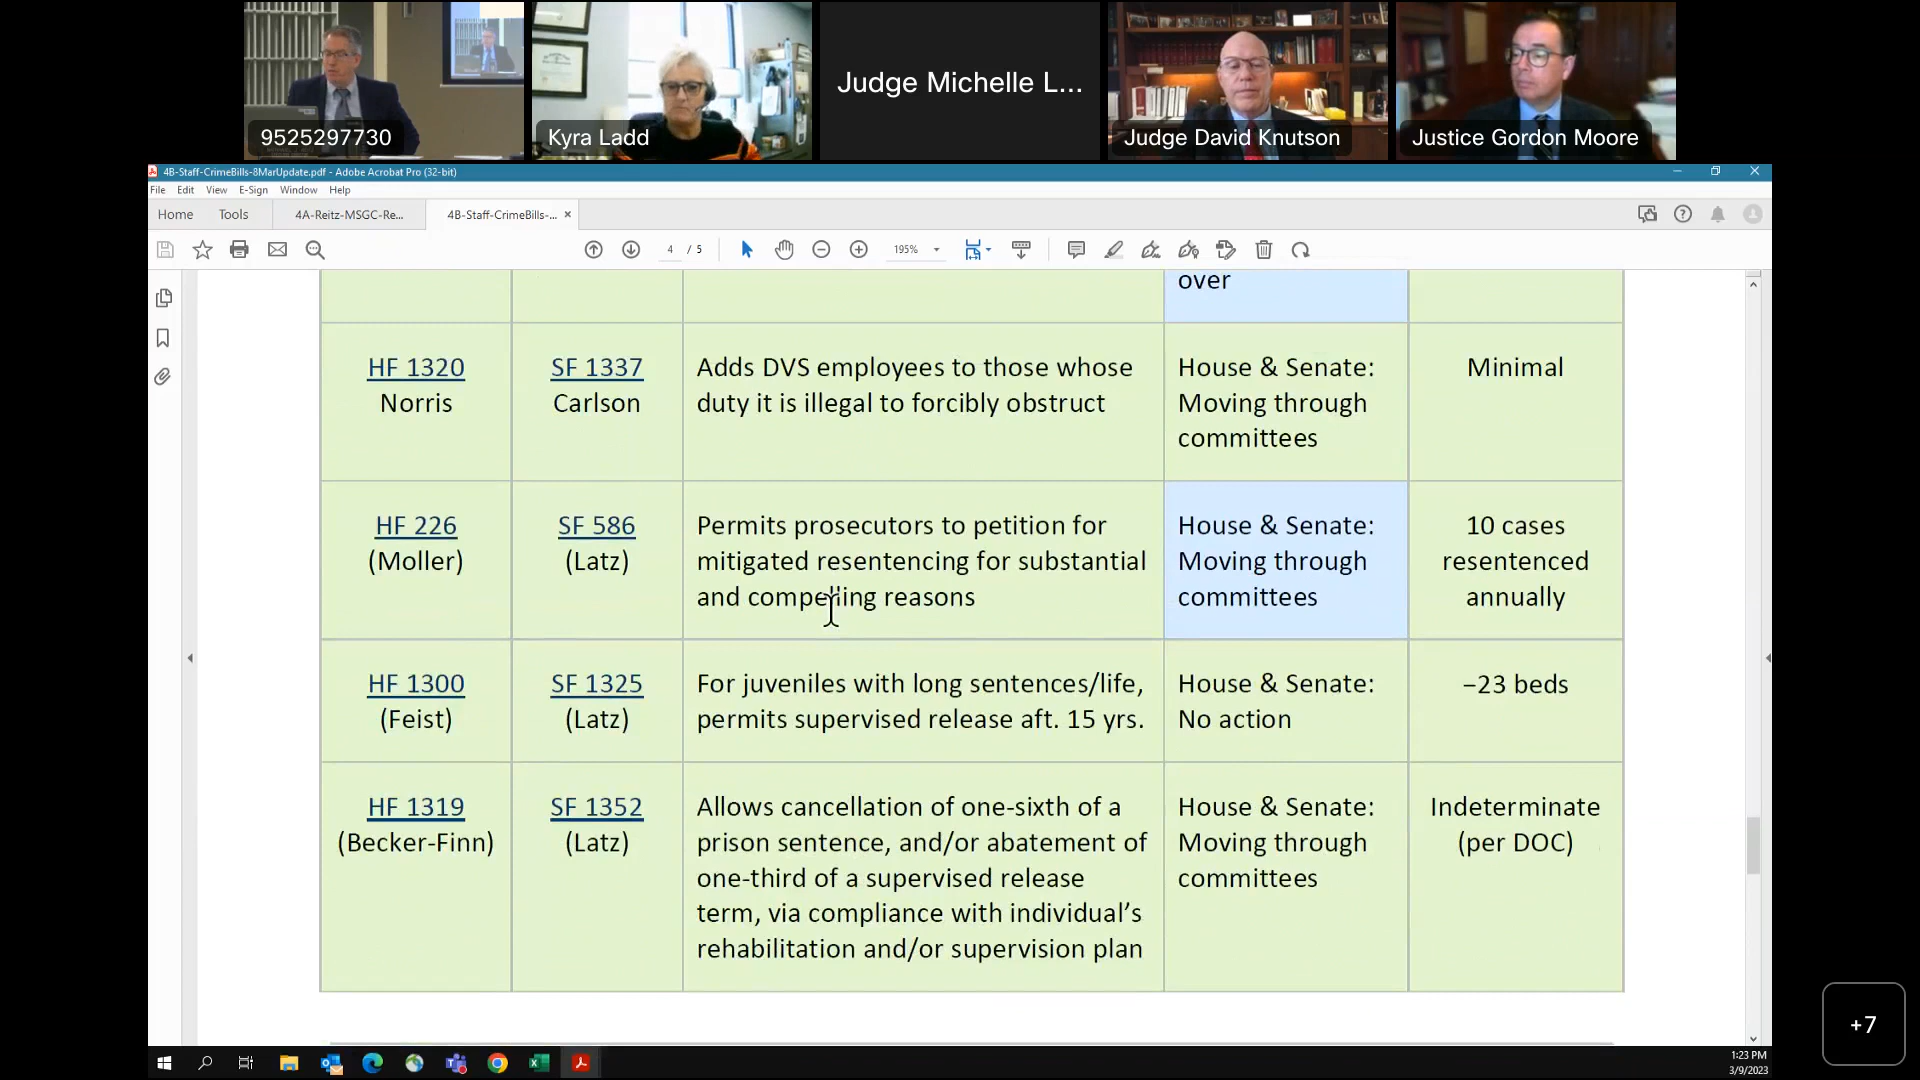 9525297730
Kyra Ladd
Judge Michelle L...
Judge David Knutson
Justice Gordon Moore
4B-Staff-CrimeBills-8MarUpdate.pdf - Adobe Acrobat Pro (32-bit)
File Edit View E-Sign Window Help
Home Tools 4A-Reitz-MSGC-Re... 4B-Staff-CrimeBills-... ×
4 / 5 195%
over
HF 1320
Norris
SF 1337
Carlson
Adds DVS employees to those whose
duty it is illegal to forcibly obstruct
House & Senate:
Moving through
committees
Minimal
HF 226
(Moller)
SF 586
(Latz)
Permits prosecutors to petition for
mitigated resentencing for substantial
and compelling reasons
House & Senate:
Moving through
committees
10 cases
resentenced
annually
HF 1300
(Feist)
SF 1325
(Latz)
For juveniles with long sentences/life,
permits supervised release aft. 15 yrs.
House & Senate:
No action
−23 beds
HF 1319
(Becker-Finn)
SF 1352
(Latz)
Allows cancellation of one-sixth of a
prison sentence, and/or abatement of
one-third of a supervised release
term, via compliance with individual’s
rehabilitation and/or supervision plan
House & Senate:
Moving through
committees
Indeterminate
(per DOC)
+7
1:23 PM
3/9/2023